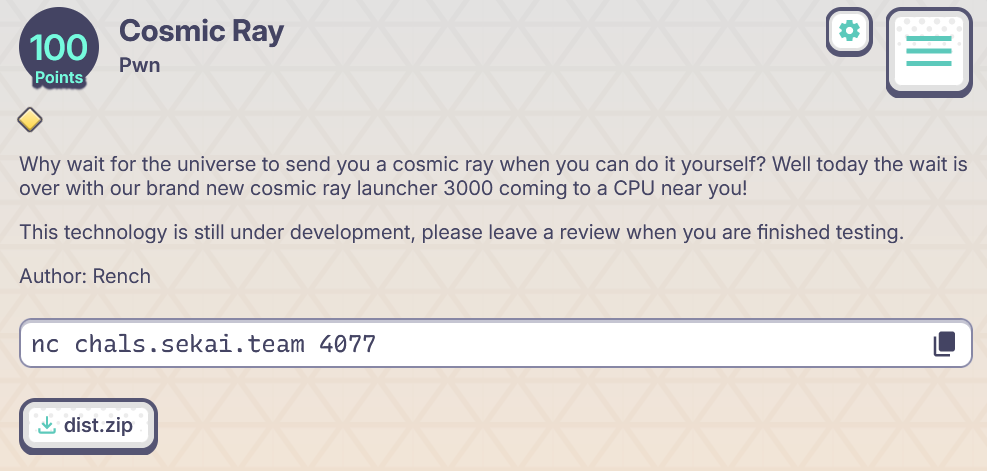 100
Points
Cosmic Ray
Pwn
Why wait for the universe to send you a cosmic ray when you can do it yourself? Well today the wait is
over with our brand new cosmic ray launcher 3000 coming to a CPU near you!
This technology is still under development, please leave a review when you are finished testing.
Author: Rench
nc chals.sekai.team 4077
dist.zip